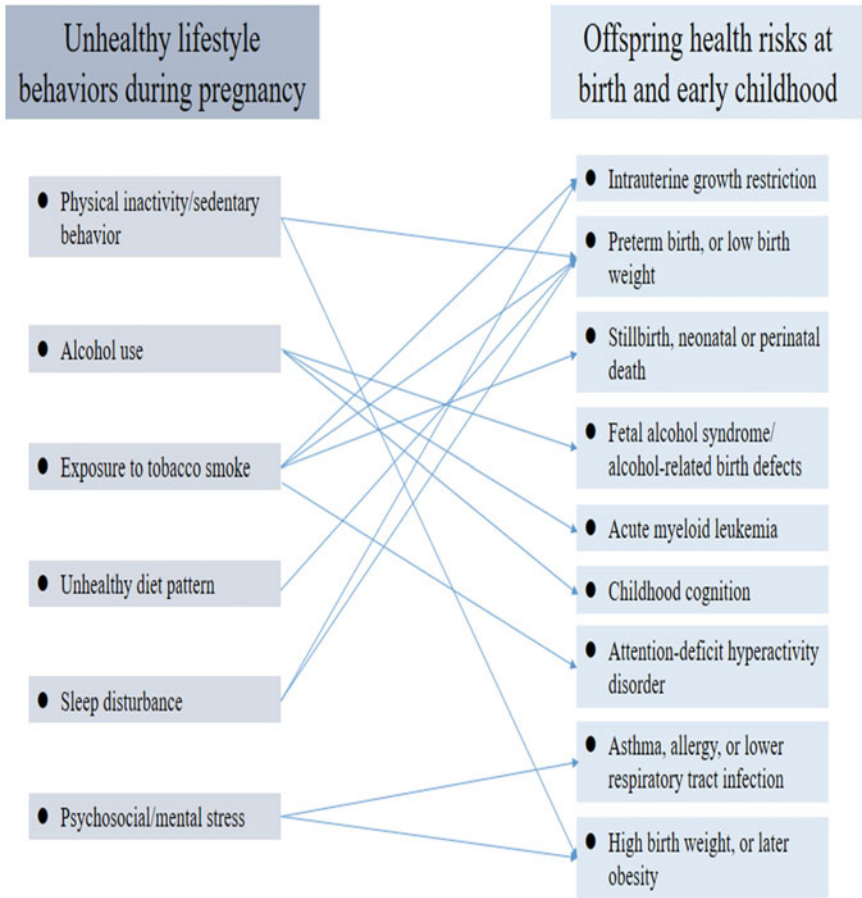 Unhealthy lifestyle
behaviors during pregnancy
Offspring health risks at
birth and early childhood
● Physical inactivity/sedentary
behavior
● Alcohol use
● Exposure to tobacco smoke
● Unhealthy diet pattern
● Sleep disturbance
● Psychosocial/mental stress
● Intrauterine growth restriction
● Preterm birth, or low birth
weight
● Stillbirth, neonatal or perinatal
death
● Fetal alcohol syndrome/
alcohol-related birth defects
● Acute myeloid leukemia
● Childhood cognition
● Attention-deficit hyperactivity
disorder
● Asthma, allergy, or lower
respiratory tract infection
● High birth weight, or later
obesity